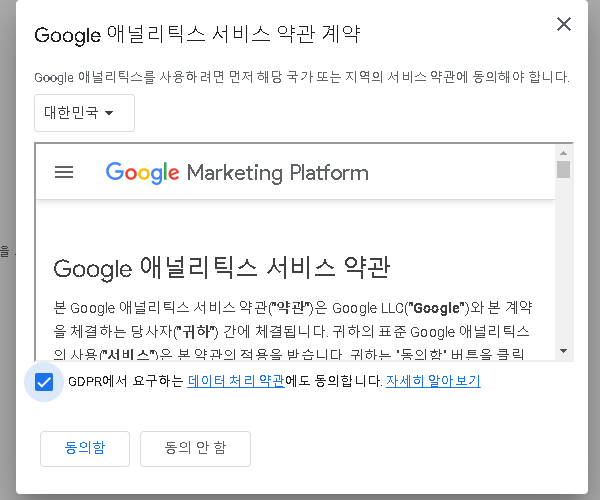 Google 애널리틱스 서비스 약관 계약
Google 애널리틱스를 사용하려면 먼저 해당 국가 또는 지역의 서비스 약관에 동의해야 합니다.
대한민국
Google Marketing Platform
을
Google 애널리틱스 서비스 약관
본 Google 애널리틱스 서비스 약관("약관")은 Google LLC("Google")와 본 계약
을 체결하는 당사자("귀하") 간에 체결됩니다. 귀하의 표준 Google 애널리틱스
의 사용("서비스")은 본 약관의 적용을 받습니다. 귀하는 "동의함" 버튼을 클릭
GDPR에서 요구하는 데이터 처리 약관에도 동의합니다. 자세히 알아보기
동의함
동의 안 함